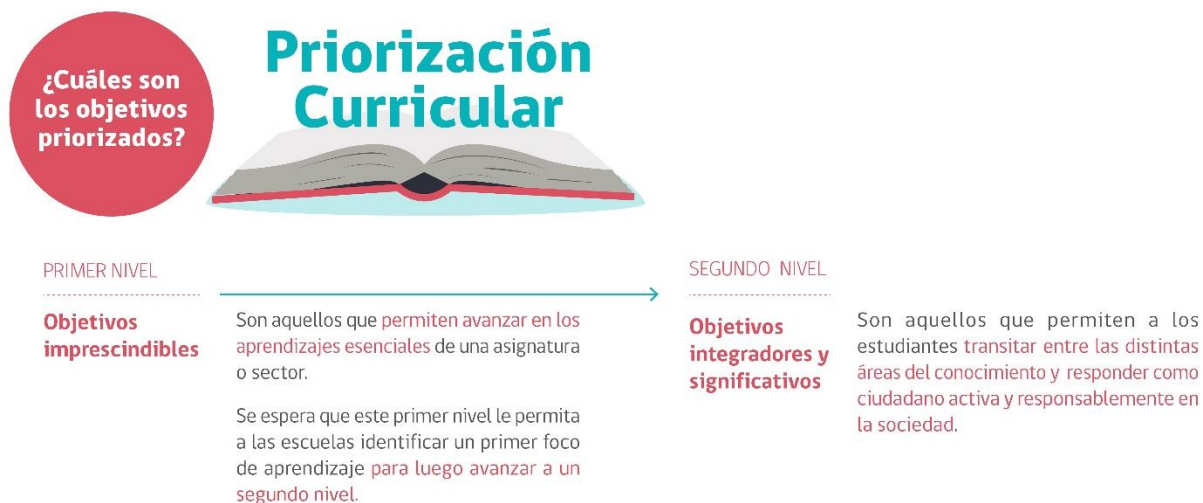 ¿Cuáles son
los objetivos
priorizados?
Priorización
Curricular
PRIMER NIVEL
Objetivos
imprescindibles
Son aquellos que permiten avanzar en los
aprendizajes esenciales de una asignatura
o sector.
Se espera que este primer nivel le permita
a las escuelas identificar un primer foco
de aprendizaje para luego avanzar a un
segundo nivel.
SEGUNDO NIVEL
Objetivos
integradores y
significativos
Son aquellos que permiten a los
estudiantes transitar entre las distintas
áreas del conocimiento y responder como
ciudadano activa y responsablemente en
la sociedad.